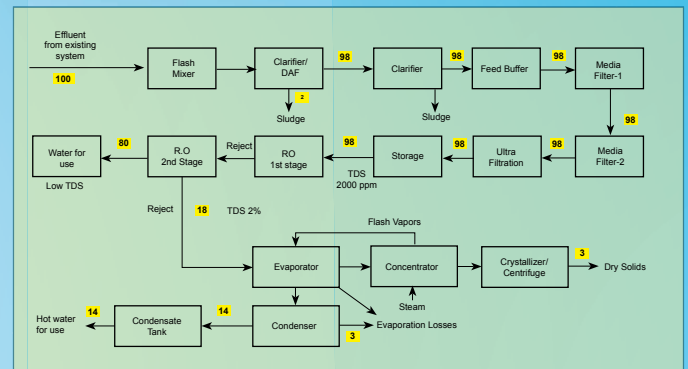 Effluent
from existing
system
100
Flash
Mixer
Clarifier/
DAF
2
Sludge
98
Clarifier
Sludge
98
Feed Buffer
98
Media
Filter-1
98
Media
Filter-2
98
Ultra
Filtration
98
Storage
98
TDS
2000 ppm
RO
1st stage
Reject
R.O
2nd Stage
80
Water for
use
Low TDS
Reject
18
TDS 2%
Flash Vapors
Evaporator
Concentrator
Crystallizer/
Centrifuge
3
Dry Solids
Steam
Evaporation Losses
3
Condenser
14
Condensate
Tank
14
Hot water
for use